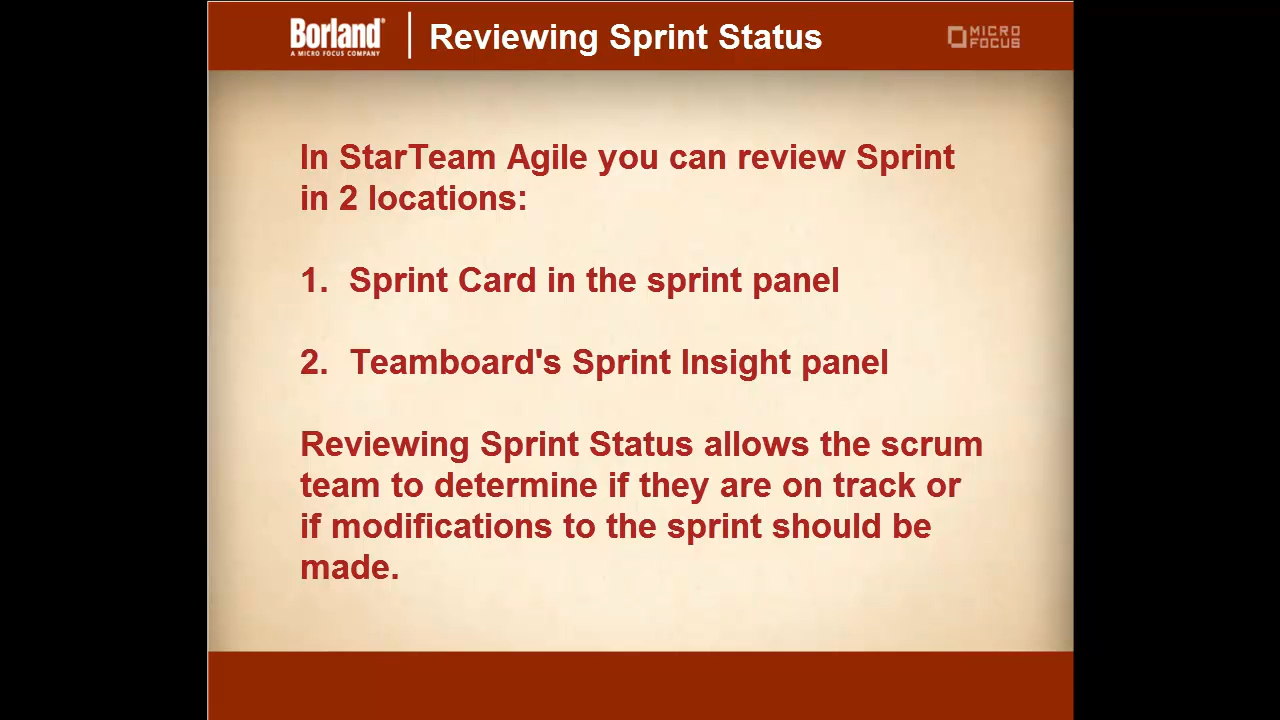 Borland®
A MICRO FOCUS COMPANY
Reviewing Sprint Status
MICRO
FOCUS
In StarTeam Agile you can review Sprint
in 2 locations:
1. Sprint Card in the sprint panel
2. Teamboard's Sprint Insight panel
Reviewing Sprint Status allows the scrum
team to determine if they are on track or
if modifications to the sprint should be
made.